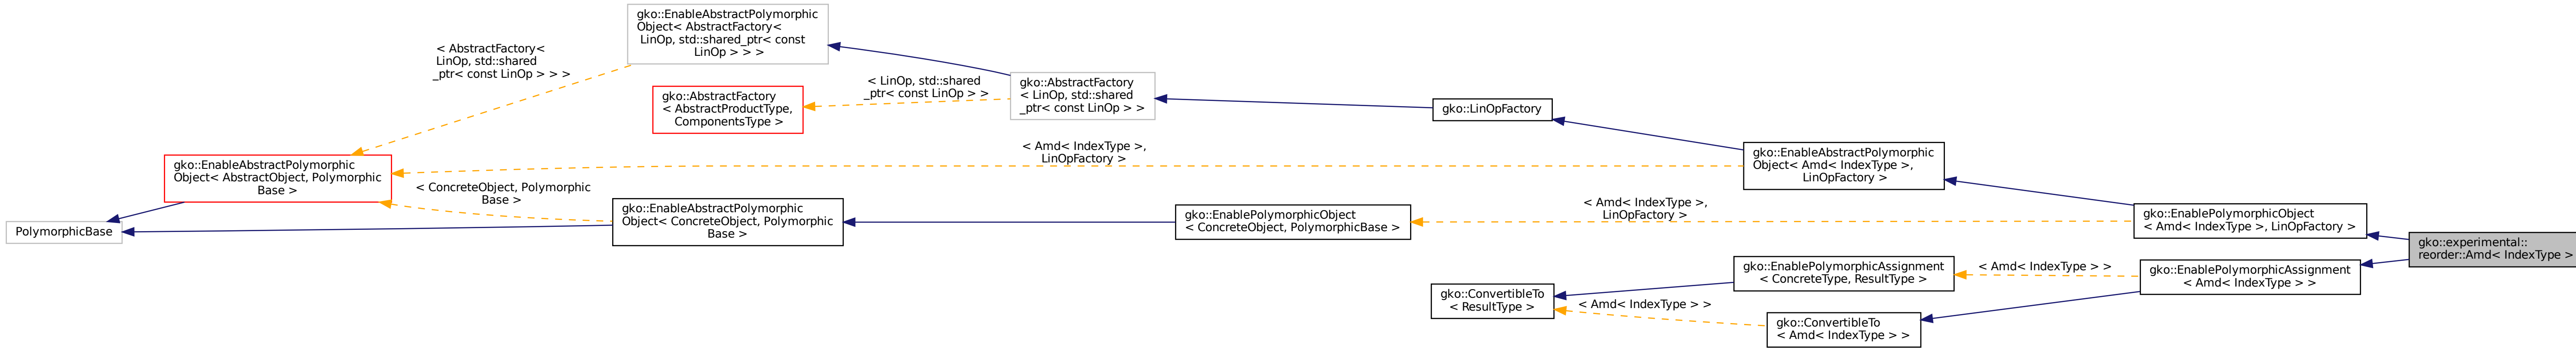 gko::EnableAbstractPolymorphic
Object< AbstractFactory<
LinOp, std::shared_ptr< const
LinOp > > >
< AbstractFactory<
LinOp, std::shared
_ptr< const LinOp > > >
gko::AbstractFactory
< AbstractProductType,
ComponentsType >
< LinOp, std::shared
_ptr< const LinOp > >
gko::AbstractFactory
< LinOp, std::shared
_ptr< const LinOp > >
gko::LinOpFactory
gko::EnableAbstractPolymorphic
Object< AbstractObject, Polymorphic
Base >
< Amd< IndexType >,
LinOpFactory >
gko::EnableAbstractPolymorphic
Object< Amd< IndexType >,
LinOpFactory >
< ConcreteObject, Polymorphic
Base >
PolymorphicBase
gko::EnableAbstractPolymorphic
Object< ConcreteObject, Polymorphic
Base >
gko::EnablePolymorphicObject
< ConcreteObject, PolymorphicBase >
< Amd< IndexType >,
LinOpFactory >
gko::EnablePolymorphicObject
< Amd< IndexType >, LinOpFactory >
gko::experimental::
reorder::Amd< IndexType >
gko::EnablePolymorphicAssignment
< ConcreteType, ResultType >
< Amd< IndexType > >
gko::EnablePolymorphicAssignment
< Amd< IndexType > >
gko::ConvertibleTo
< ResultType >
< Amd< IndexType > >
gko::ConvertibleTo
< Amd< IndexType > >